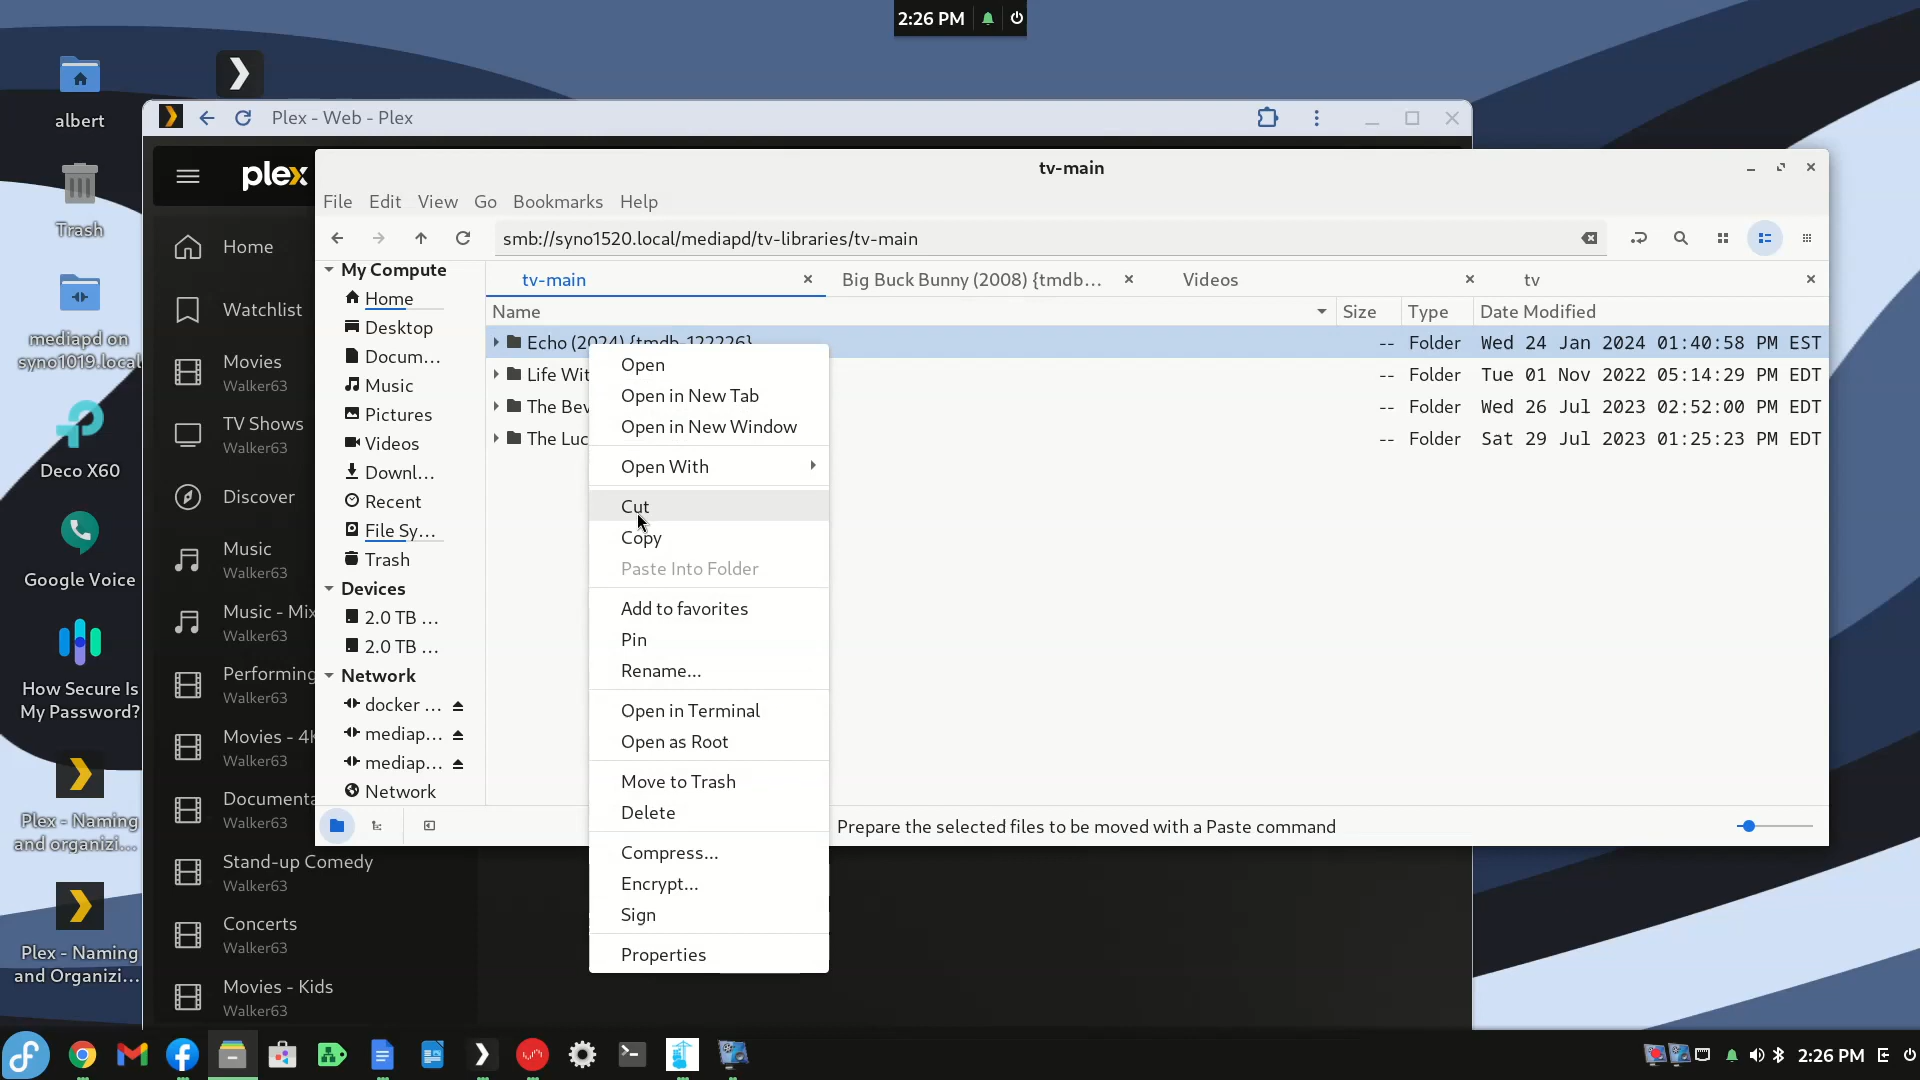 2:26 PM
albert
Trash
mediapd on
syno1019.local
Deco X60
Google Voice
How Secure Is
My Password?
Plex - Naming
and organizi...
Plex - Naming
and Organizi...
Plex - Web - Plex
plex
Home
Watchlist
Movies
Walker63
TV Shows
Walker63
Discover
Music
Walker63
Music - Mix
Walker63
Performing
Walker63
Movies - 4K
Walker63
Documenta
Walker63
Stand-up Comedy
Walker63
Concerts
Walker63
Movies - Kids
Walker63
tv-main
File Edit View Go Bookmarks Help
smb://syno1520.local/mediapd/tv-libraries/tv-main
My Compute
Home
Desktop
Docum...
Music
Pictures
Videos
Downl...
Recent
File Sy...
Trash
Devices
2.0 TB ...
2.0 TB ...
Network
docker ...
mediap...
mediap...
Network
tv-main
Big Buck Bunny (2008) {tmdb...
Videos
tv
Name Size Type Date Modified
Echo (2024) {tmdb-122226} -- Folder Wed 24 Jan 2024 01:40:58 PM EST
Life Wit -- Folder Tue 01 Nov 2022 05:14:29 PM EDT
The Bev -- Folder Wed 26 Jul 2023 02:52:00 PM EDT
The Luc -- Folder Sat 29 Jul 2023 01:25:23 PM EDT
Open
Open in New Tab
Open in New Window
Open With
Cut
Copy
Paste Into Folder
Add to favorites
Pin
Rename...
Open in Terminal
Open as Root
Move to Trash
Delete
Compress...
Encrypt...
Sign
Properties
Prepare the selected files to be moved with a Paste command
2:26 PM